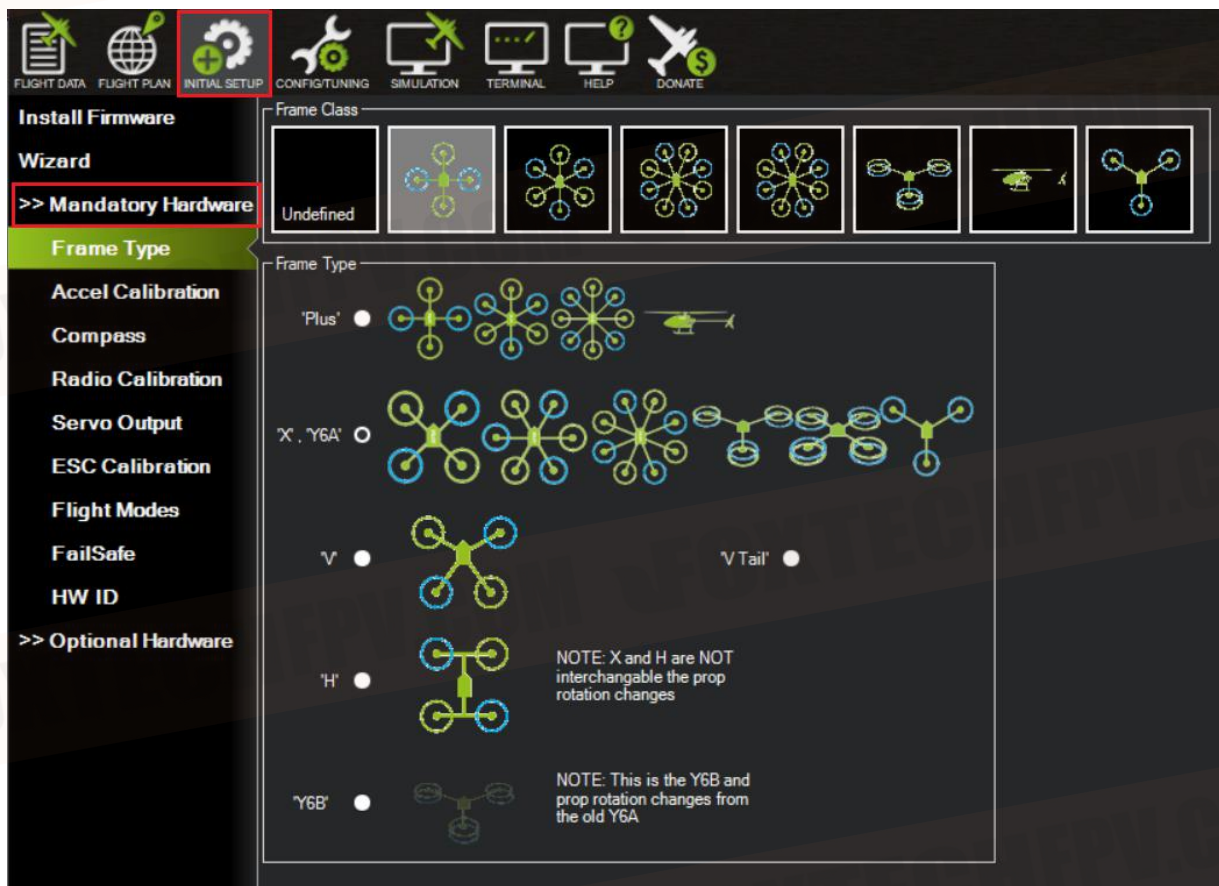 FLIGHT DATA FLIGHT PLAN INITIAL SETUP CONFIG/TUNING SIMULATION TERMINAL HELP DONATE
Install Firmware
Wizard
>> Mandatory Hardware
Frame Type
Accel Calibration
Compass
Radio Calibration
Servo Output
ESC Calibration
Flight Modes
FailSafe
HW ID
>> Optional Hardware
Frame Class
Undefined
Frame Type
'Plus'
'X', 'Y6A'
'V'
'V Tail'
'H'
NOTE: X and H are NOT
interchangable the prop
rotation changes
'Y6B'
NOTE: This is the Y6B and
prop rotation changes from
the old Y6A